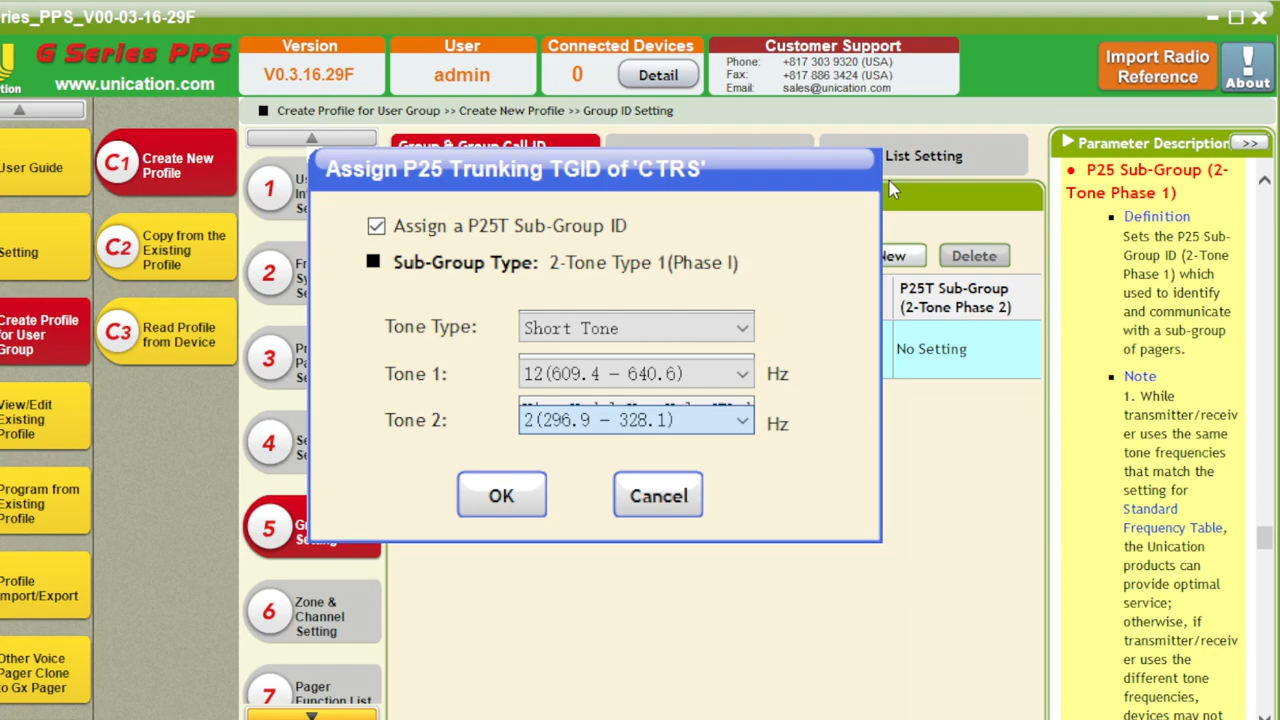 ries_PPS_V00-03-16-29F
G Series PPS
www.unication.com
Version
V0.3.16.29F
User
admin
Connected Devices
0
Detail
Customer Support
Phone: +817 303 9320 (USA)
Fax: +817 886 3424 (USA)
Email: sales@unication.com
Import Radio
Reference
About
Create Profile for User Group >> Create New Profile >> Group ID Setting
User Guide
Setting
Create Profile
for User
Group
View/Edit
Existing
Profile
Program from
Existing
Profile
Profile
Import/Export
Other Voice
Pager Clone
to Gx Pager
C1
Create New
Profile
C2
Copy from the
Existing
Profile
C3
Read Profile
from Device
1
2
3
4
5
6
Zone &
Channel
Setting
7
Pager
Function List
Group & Group Call ID
List Setting
New
Delete
P25T Sub-Group
(2-Tone Phase 2)
No Setting
Assign P25 Trunking TGID of 'CTRS'
Assign a P25T Sub-Group ID
Sub-Group Type: 2-Tone Type 1(Phase I)
Tone Type: Short Tone
Tone 1: 12(609.4 - 640.6) Hz
Tone 2: 2(296.9 - 328.1) Hz
OK
Cancel
Parameter Description >>
P25 Sub-Group (2-
Tone Phase 1)
Definition
Sets the P25 Sub-
Group ID (2-Tone
Phase 1) which
used to identify
and communicate
with a sub-group
of pagers.
Note
1. While
transmitter/receiv
er uses the same
tone frequencies
that match the
setting for
Standard
Frequency Table,
the Unication
products can
provide optimal
service;
otherwise, if
transmitter/receiv
er uses the
different tone
frequencies,
devices may not